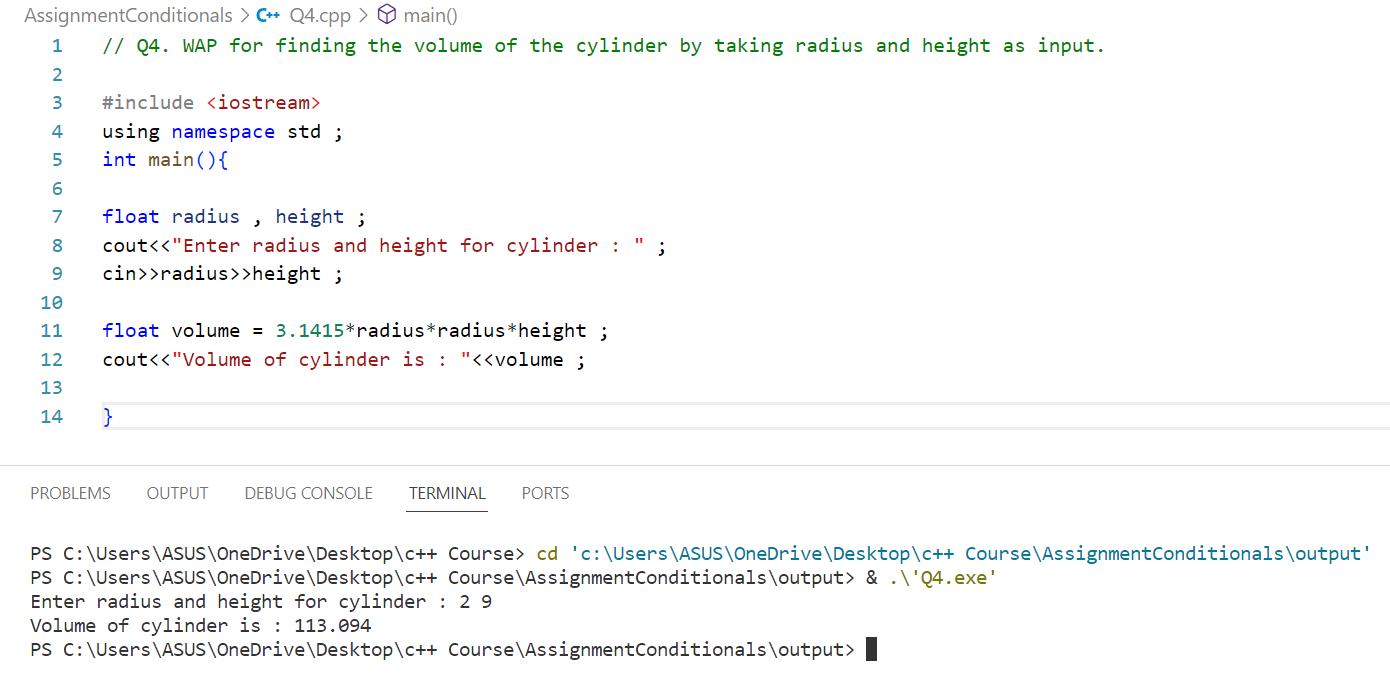 AssignmentConditionals > C++ Q4.cpp > main()
1 // Q4. WAP for finding the volume of the cylinder by taking radius and height as input.
2
3 #include <iostream>
4 using namespace std ;
5 int main(){
6
7 float radius , height ;
8 cout<<"Enter radius and height for cylinder : " ;
9 cin>>radius>>height ;
10
11 float volume = 3.1415*radius*radius*height ;
12 cout<<"Volume of cylinder is : "<<volume ;
13
14 }
PROBLEMS OUTPUT DEBUG CONSOLE TERMINAL PORTS
PS C:\Users\ASUS\OneDrive\Desktop\c++ Course> cd 'c:\Users\ASUS\OneDrive\Desktop\c++ Course\AssignmentConditionals\output'
PS C:\Users\ASUS\OneDrive\Desktop\c++ Course\AssignmentConditionals\output> & .\'Q4.exe'
Enter radius and height for cylinder : 2 9
Volume of cylinder is : 113.094
PS C:\Users\ASUS\OneDrive\Desktop\c++ Course\AssignmentConditionals\output>